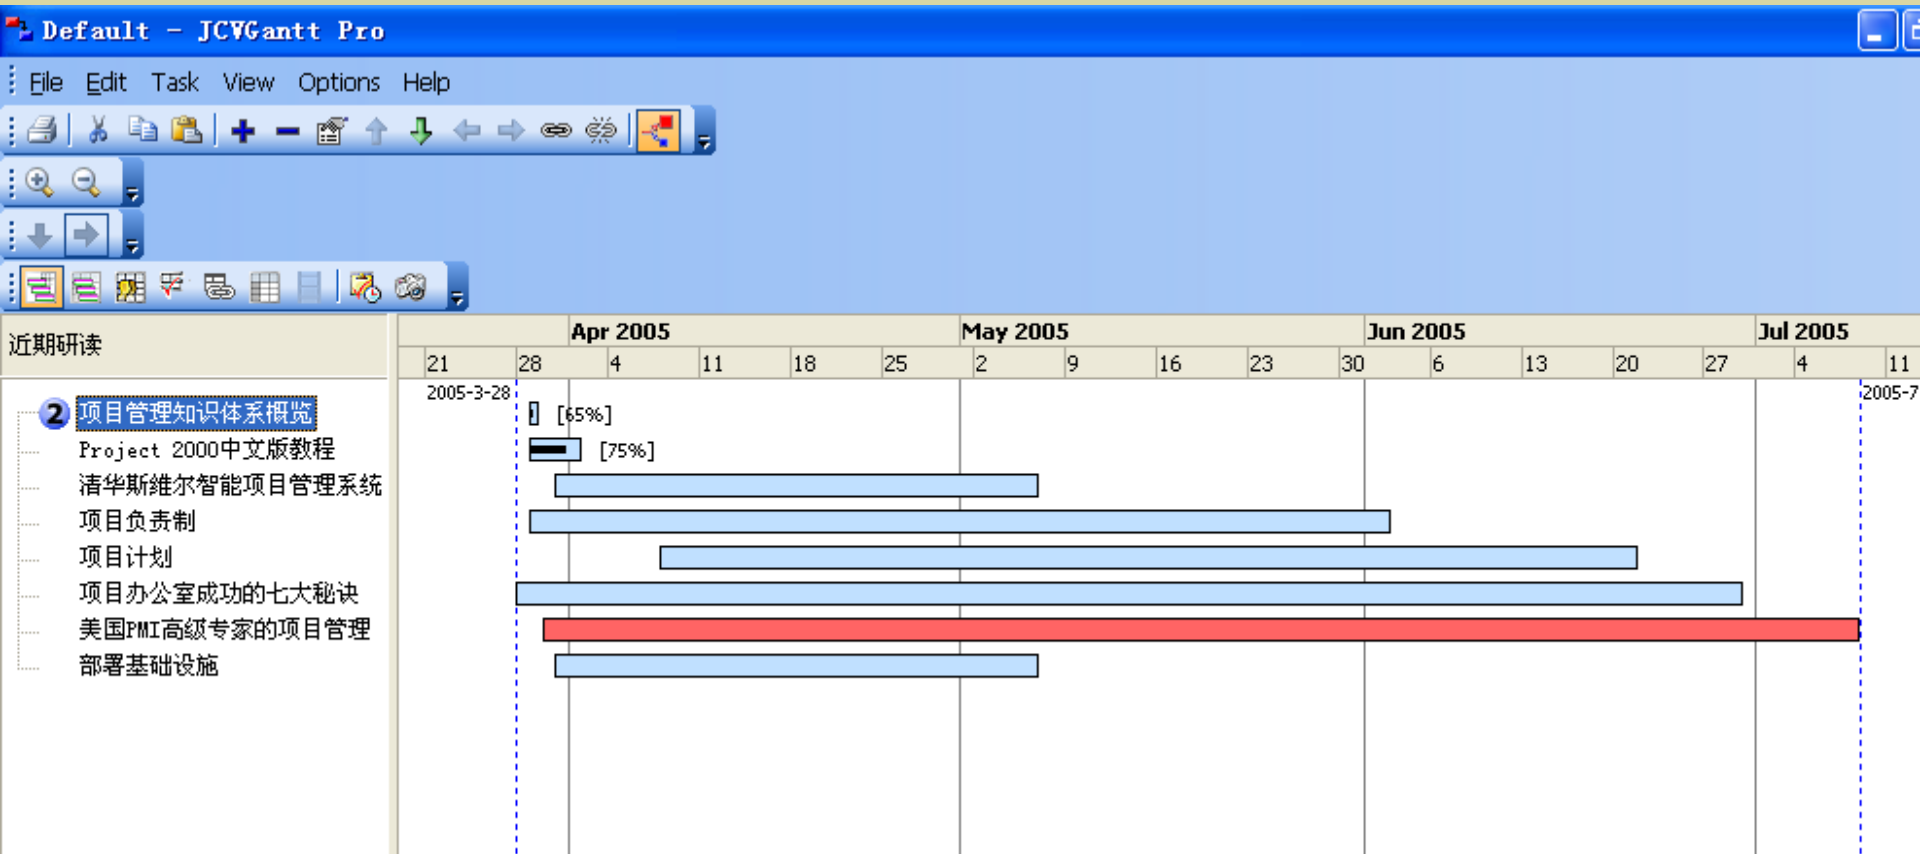 Default - JCVGantt Pro
File Edit Task View Options Help
近期研读
Apr 2005 May 2005 Jun 2005 Jul 2005
21 28 4 11 18 25 2 9 16 23 30 6 13 20 27 4 11
2005-3-28 2005-7
2 项目管理知识体系概览 [65%]
Project 2000中文版教程 [75%]
清华斯维尔智能项目管理系统
项目负责制
项目计划
项目办公室成功的七大秘诀
美国PMI高级专家的项目管理
部署基础设施